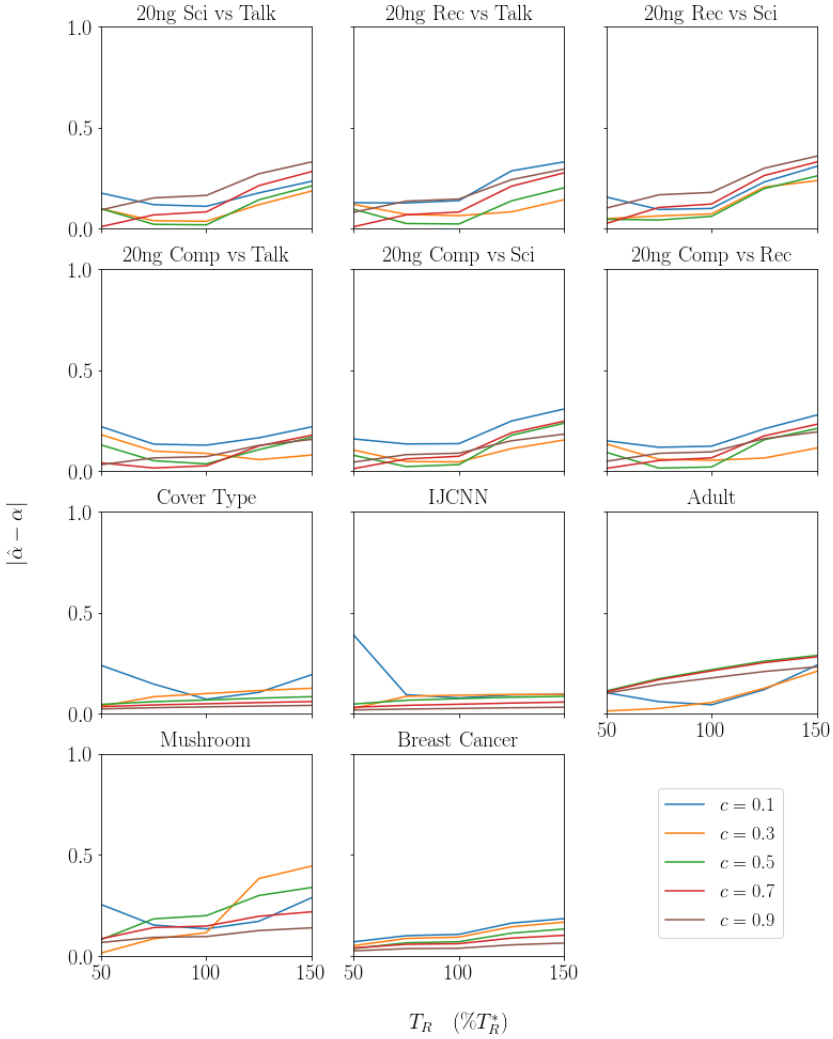 20ng Sci vs Talk 20ng Rec vs Talk 20ng Rec vs Sci
1.0
0.5
0.0
20ng Comp vs Talk 20ng Comp vs Sci 20ng Comp vs Rec
1.0
0.5
0.0
|α̂ − α|
Cover Type IJCNN Adult
1.0
0.5
0.0
50 100 150
Mushroom Breast Cancer
1.0
0.5
0.0
50 100 150 50 100 150
c = 0.1
c = 0.3
c = 0.5
c = 0.7
c = 0.9
T_R (%T_R^*)